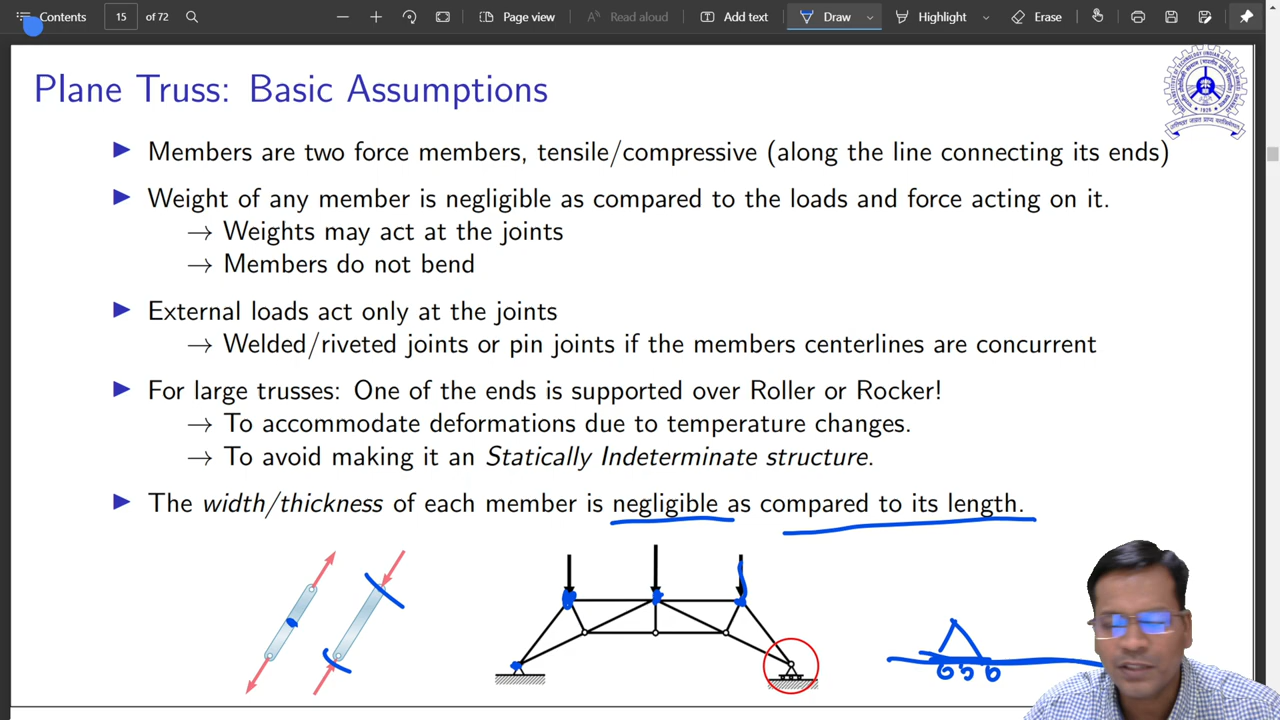 Contents 15 of 72 Page view Read aloud Add text Draw Highlight Erase
Plane Truss: Basic Assumptions
Members are two force members, tensile/compressive (along the line connecting its ends)
Weight of any member is negligible as compared to the loads and force acting on it.
→ Weights may act at the joints
→ Members do not bend
External loads act only at the joints
→ Welded/riveted joints or pin joints if the members centerlines are concurrent
For large trusses: One of the ends is supported over Roller or Rocker!
→ To accommodate deformations due to temperature changes.
→ To avoid making it an Statically Indeterminate structure.
The width/thickness of each member is negligible as compared to its length.